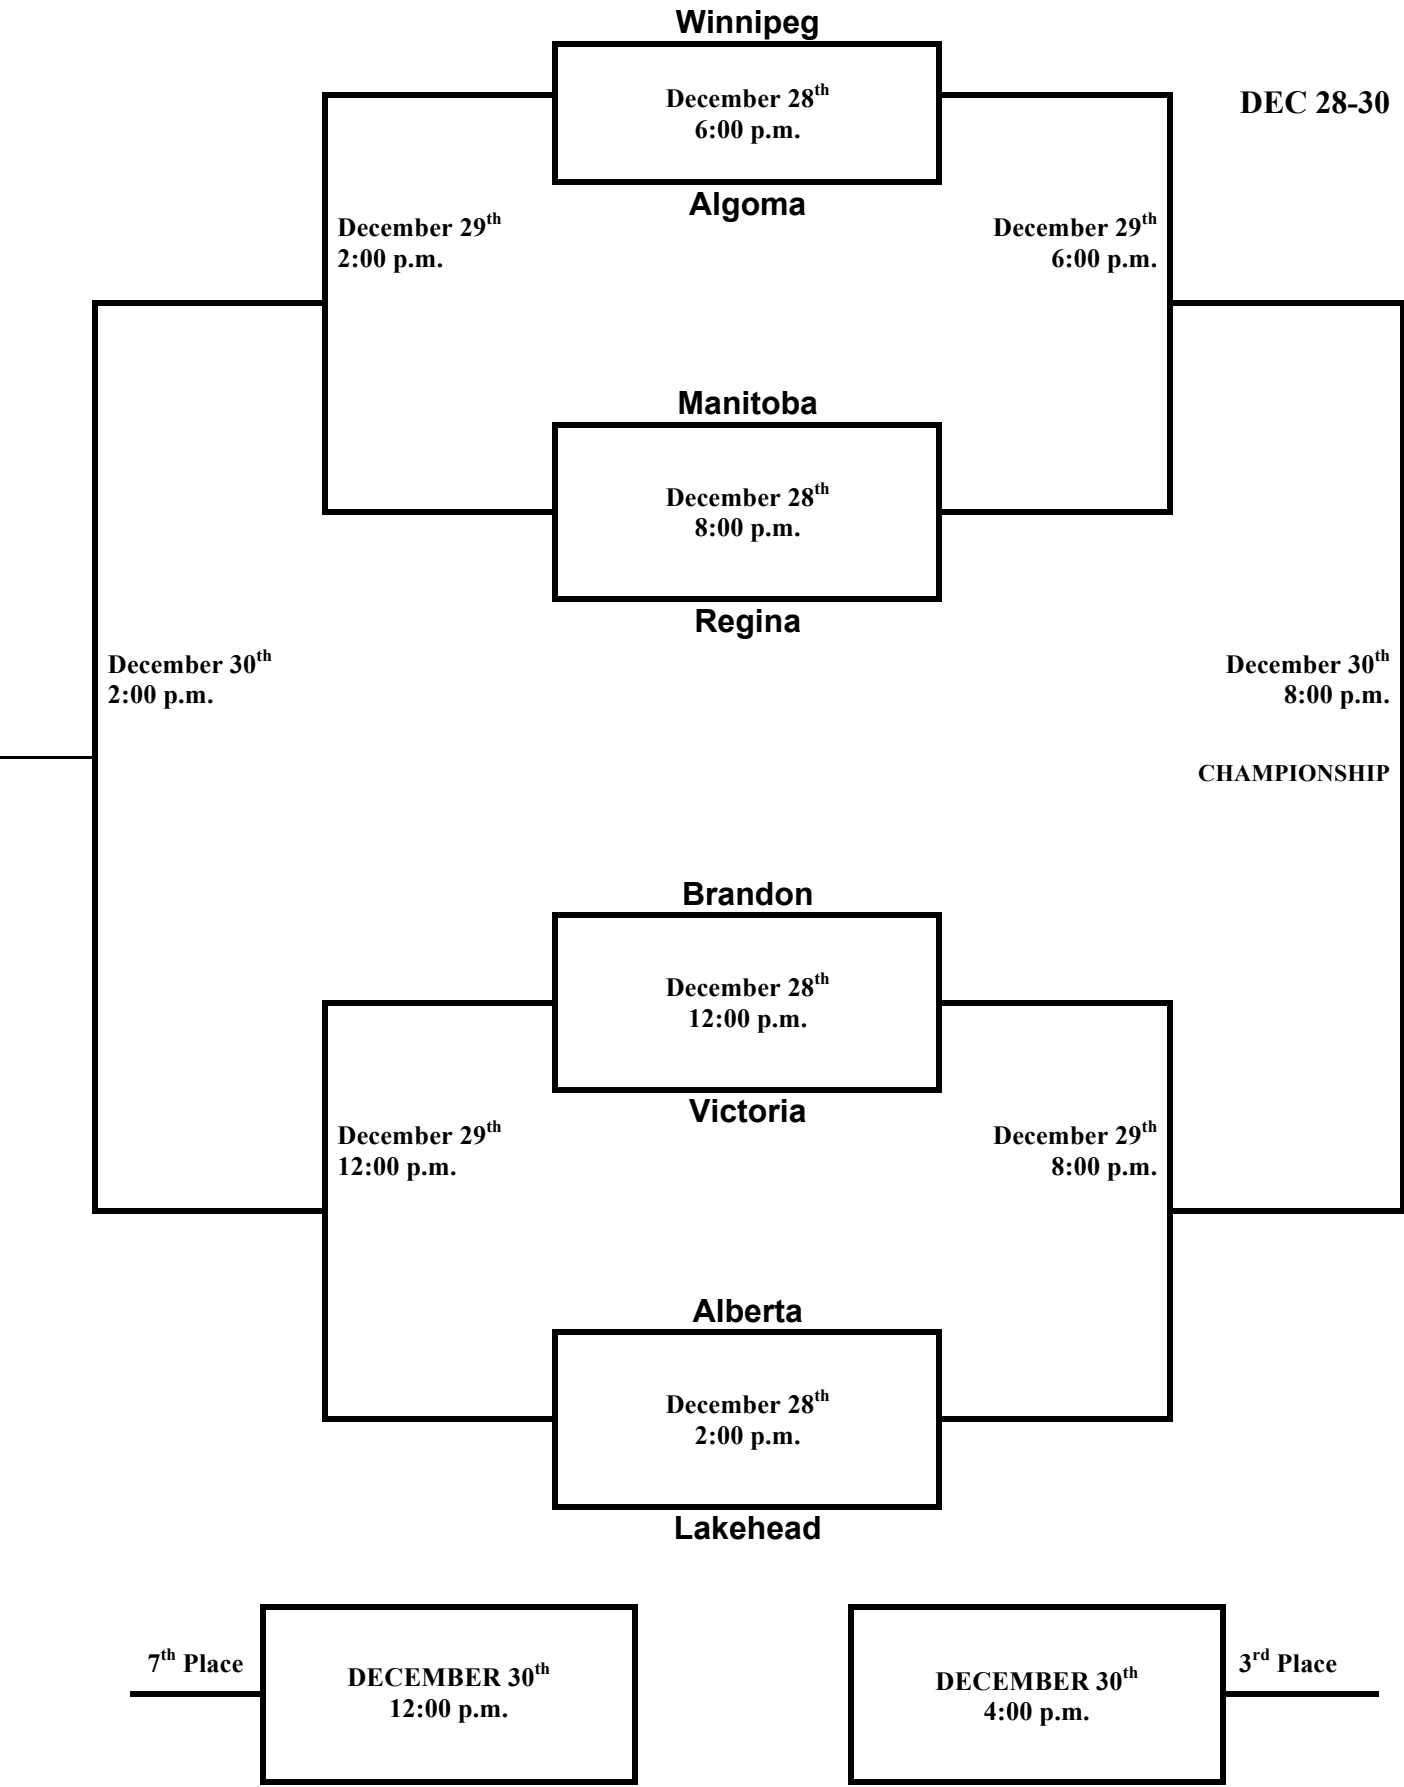 Winnipeg
December 28th
6:00 p.m.
DEC 28-30
Algoma
December 29th
2:00 p.m.
December 29th
6:00 p.m.
Manitoba
December 28th
8:00 p.m.
Regina
December 30th
2:00 p.m.
December 30th
8:00 p.m.
CHAMPIONSHIP
Brandon
December 28th
12:00 p.m.
Victoria
December 29th
12:00 p.m.
December 29th
8:00 p.m.
Alberta
December 28th
2:00 p.m.
Lakehead
7th Place
DECEMBER 30th
12:00 p.m.
DECEMBER 30th
4:00 p.m.
3rd Place